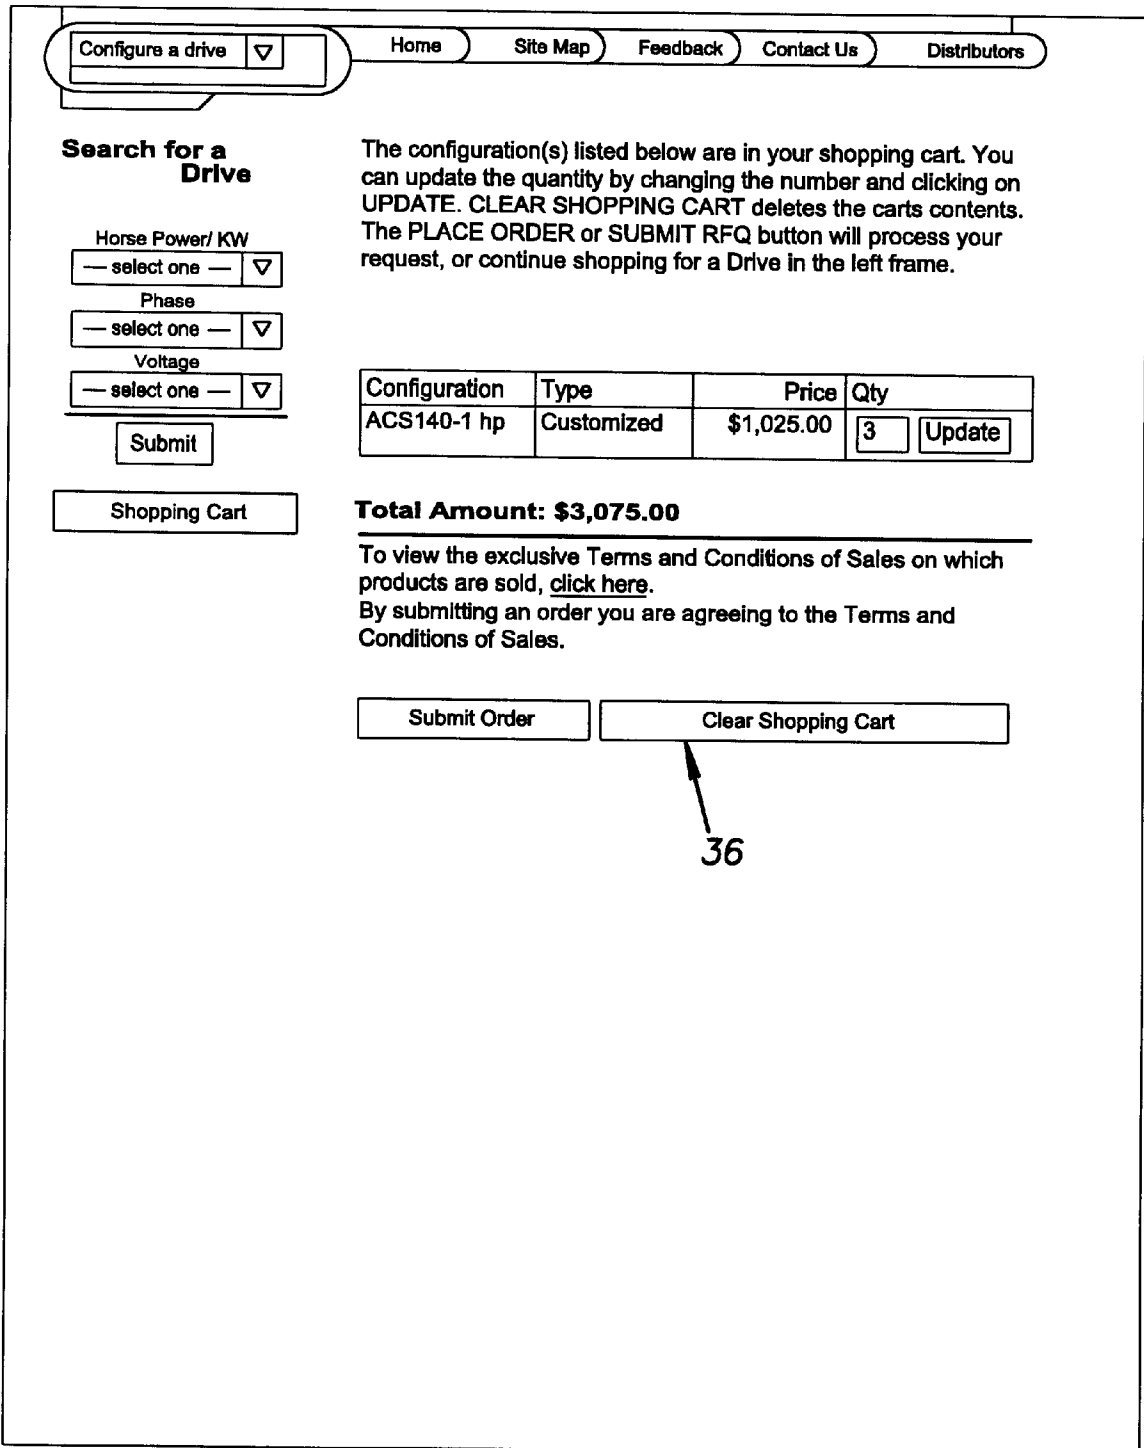 Configure a drive
Home
Site Map
Feedback
Contact Us
Distributors
Search for a
Drive
Horse Power/ KW
— select one —
Phase
— select one —
Voltage
— select one —
Submit
Shopping Cart
The configuration(s) listed below are in your shopping cart. You
can update the quantity by changing the number and clicking on
UPDATE. CLEAR SHOPPING CART deletes the carts contents.
The PLACE ORDER or SUBMIT RFQ button will process your
request, or continue shopping for a Drive in the left frame.
Configuration Type Price Qty
ACS140-1 hp Customized $1,025.00 3 Update
Total Amount: $3,075.00
To view the exclusive Terms and Conditions of Sales on which
products are sold, click here.
By submitting an order you are agreeing to the Terms and
Conditions of Sales.
Submit Order
Clear Shopping Cart
36